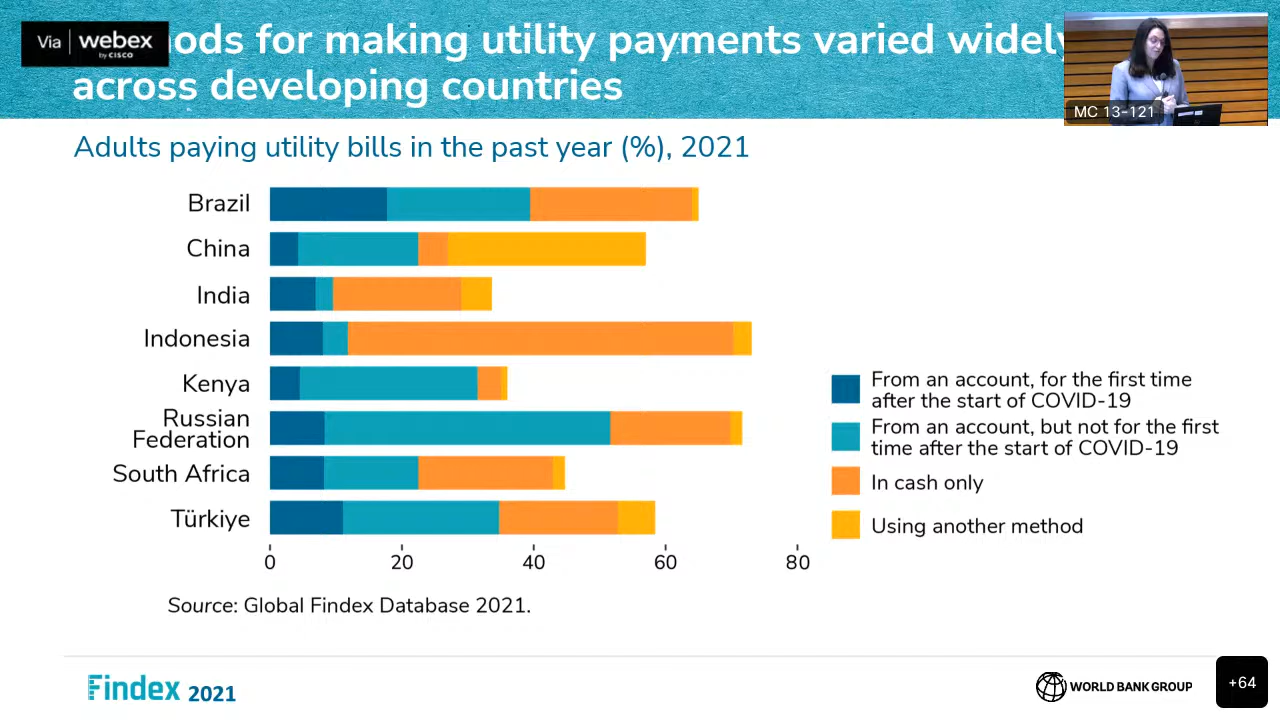 Via webex
by CISCO
ods for making utility payments varied widely
across developing countries
MC 13-121
Adults paying utility bills in the past year (%), 2021
Brazil
China
India
Indonesia
Kenya
Russian
Federation
South Africa
Türkiye
0 20 40 60 80
From an account, for the first time
after the start of COVID-19
From an account, but not for the first
time after the start of COVID-19
In cash only
Using another method
Source: Global Findex Database 2021.
Findex 2021
WORLD BANK GROUP
+64